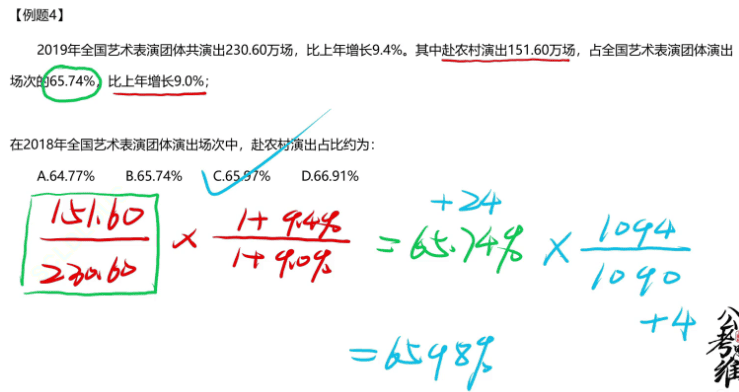 【例题4】
2019年全国艺术表演团体共演出230.60万场，比上年增长9.4%。其中赴农村演出151.60万场，占全国艺术表演团体演出
场次的65.74%，比上年增长9.0%；
在2018年全国艺术表演团体演出场次中，赴农村演出占比约为：
A.64.77% B.65.74% C.65.97% D.66.91%
+24
151.60 / 230.60 × 1+9.4% / 1+9.0% = 65.74% × 1094 / 1090
+4
=65.98%
公考 维